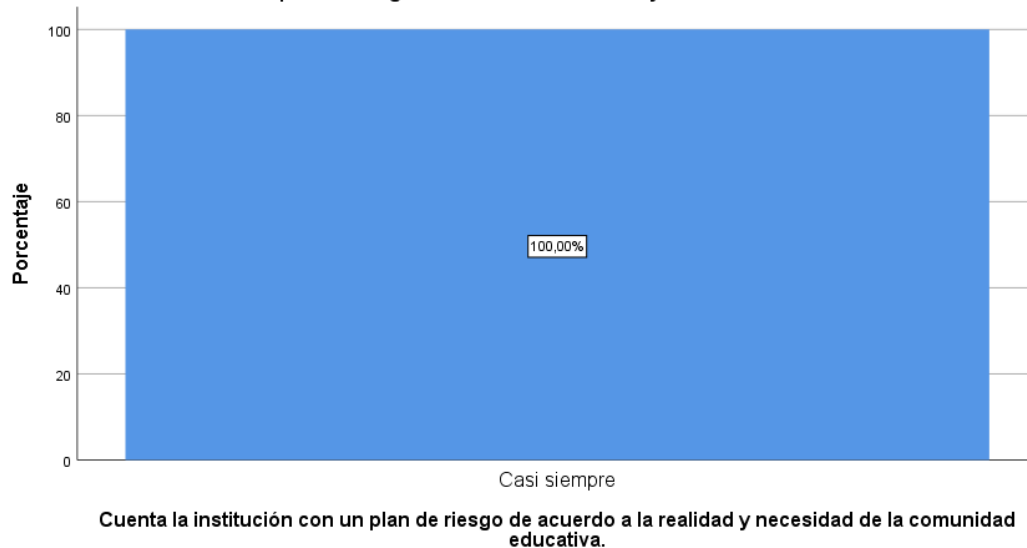 100
80
60
40
20
0
Porcentaje
100,00%
Casi siempre
Cuenta la institución con un plan de riesgo de acuerdo a la realidad y necesidad de la comunidad
educativa.